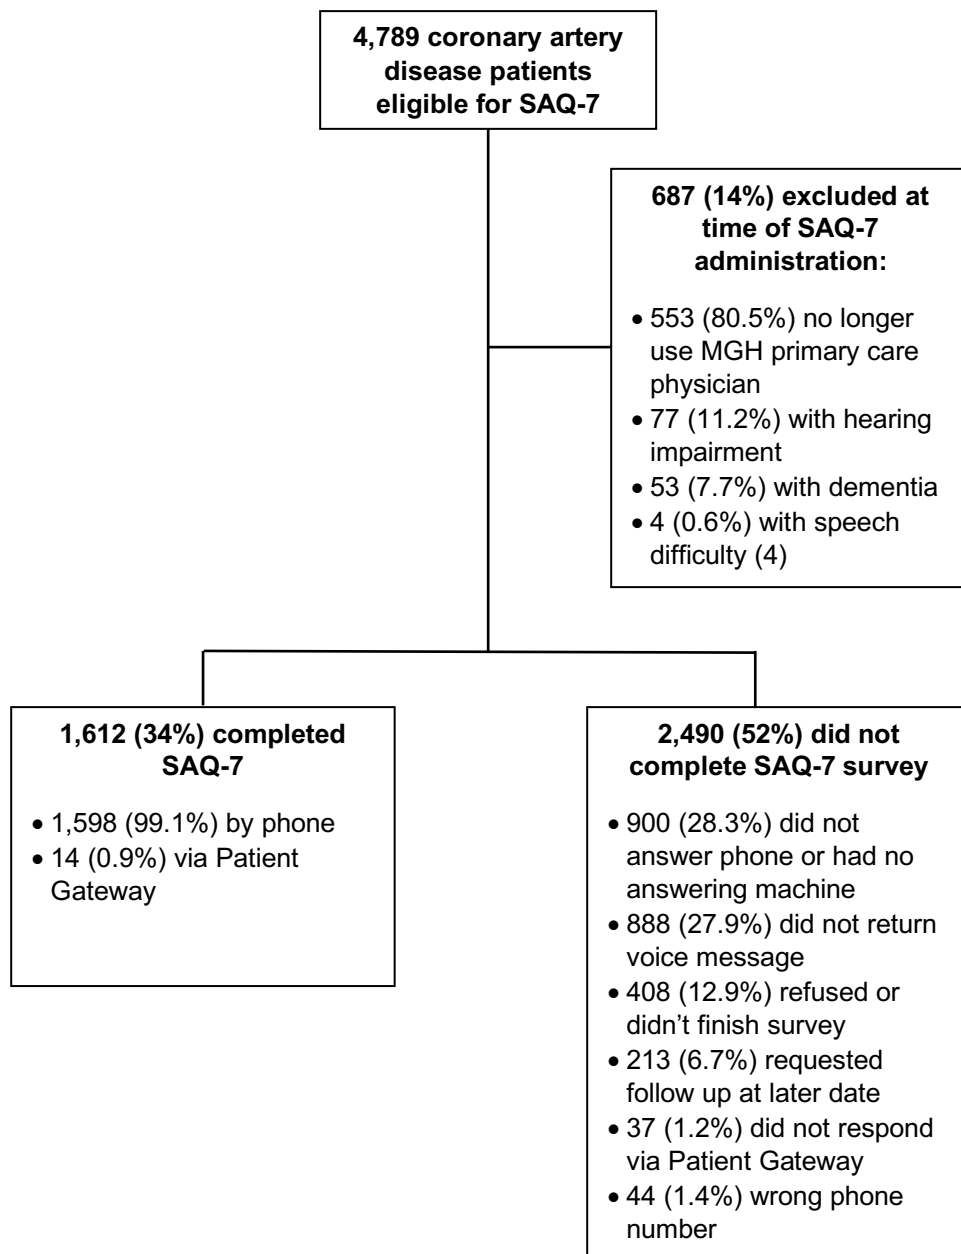 4,789 coronary artery
disease patients
eligible for SAQ-7
687 (14%) excluded at
time of SAQ-7
administration:
• 553 (80.5%) no longer
use MGH primary care
physician
• 77 (11.2%) with hearing
impairment
• 53 (7.7%) with dementia
• 4 (0.6%) with speech
difficulty (4)
1,612 (34%) completed
SAQ-7
• 1,598 (99.1%) by phone
• 14 (0.9%) via Patient
Gateway
2,490 (52%) did not
complete SAQ-7 survey
• 900 (28.3%) did not
answer phone or had no
answering machine
• 888 (27.9%) did not return
voice message
• 408 (12.9%) refused or
didn’t finish survey
• 213 (6.7%) requested
follow up at later date
• 37 (1.2%) did not respond
via Patient Gateway
• 44 (1.4%) wrong phone
number